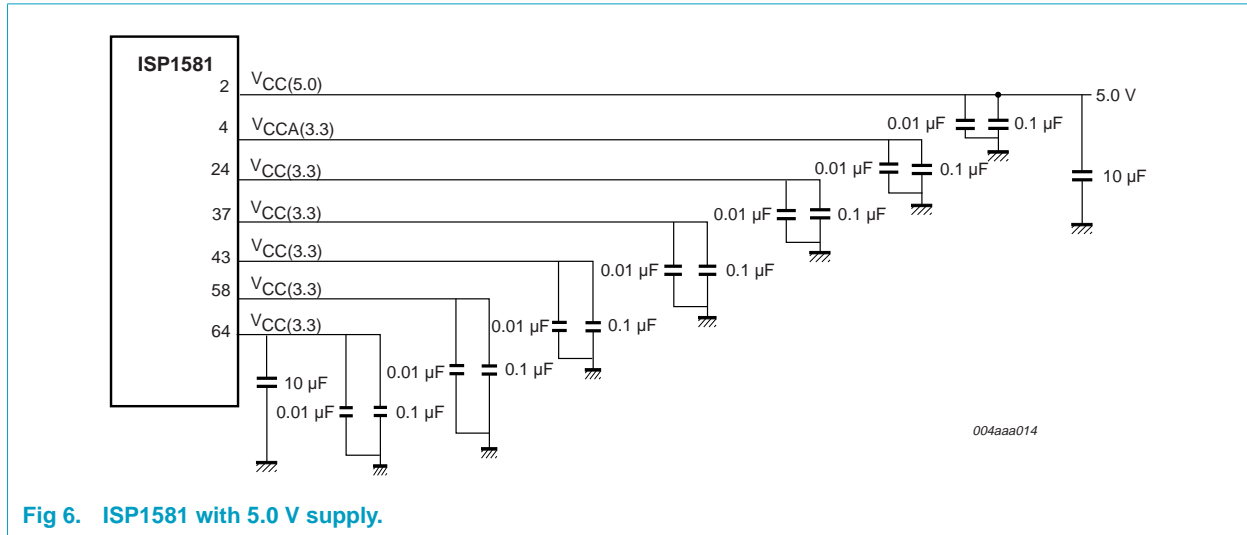 ISP1581
2 VCC(5.0)
5.0 V
0.01 µF 0.1 µF
4 VCCA(3.3)
0.01 µF 0.1 µF
10 µF
24 VCC(3.3)
0.01 µF 0.1 µF
37 VCC(3.3)
0.01 µF 0.1 µF
43 VCC(3.3)
0.01 µF 0.1 µF
58 VCC(3.3)
0.01 µF 0.1 µF
64 VCC(3.3)
10 µF
0.01 µF 0.1 µF
004aaa014
Fig 6. ISP1581 with 5.0 V supply.